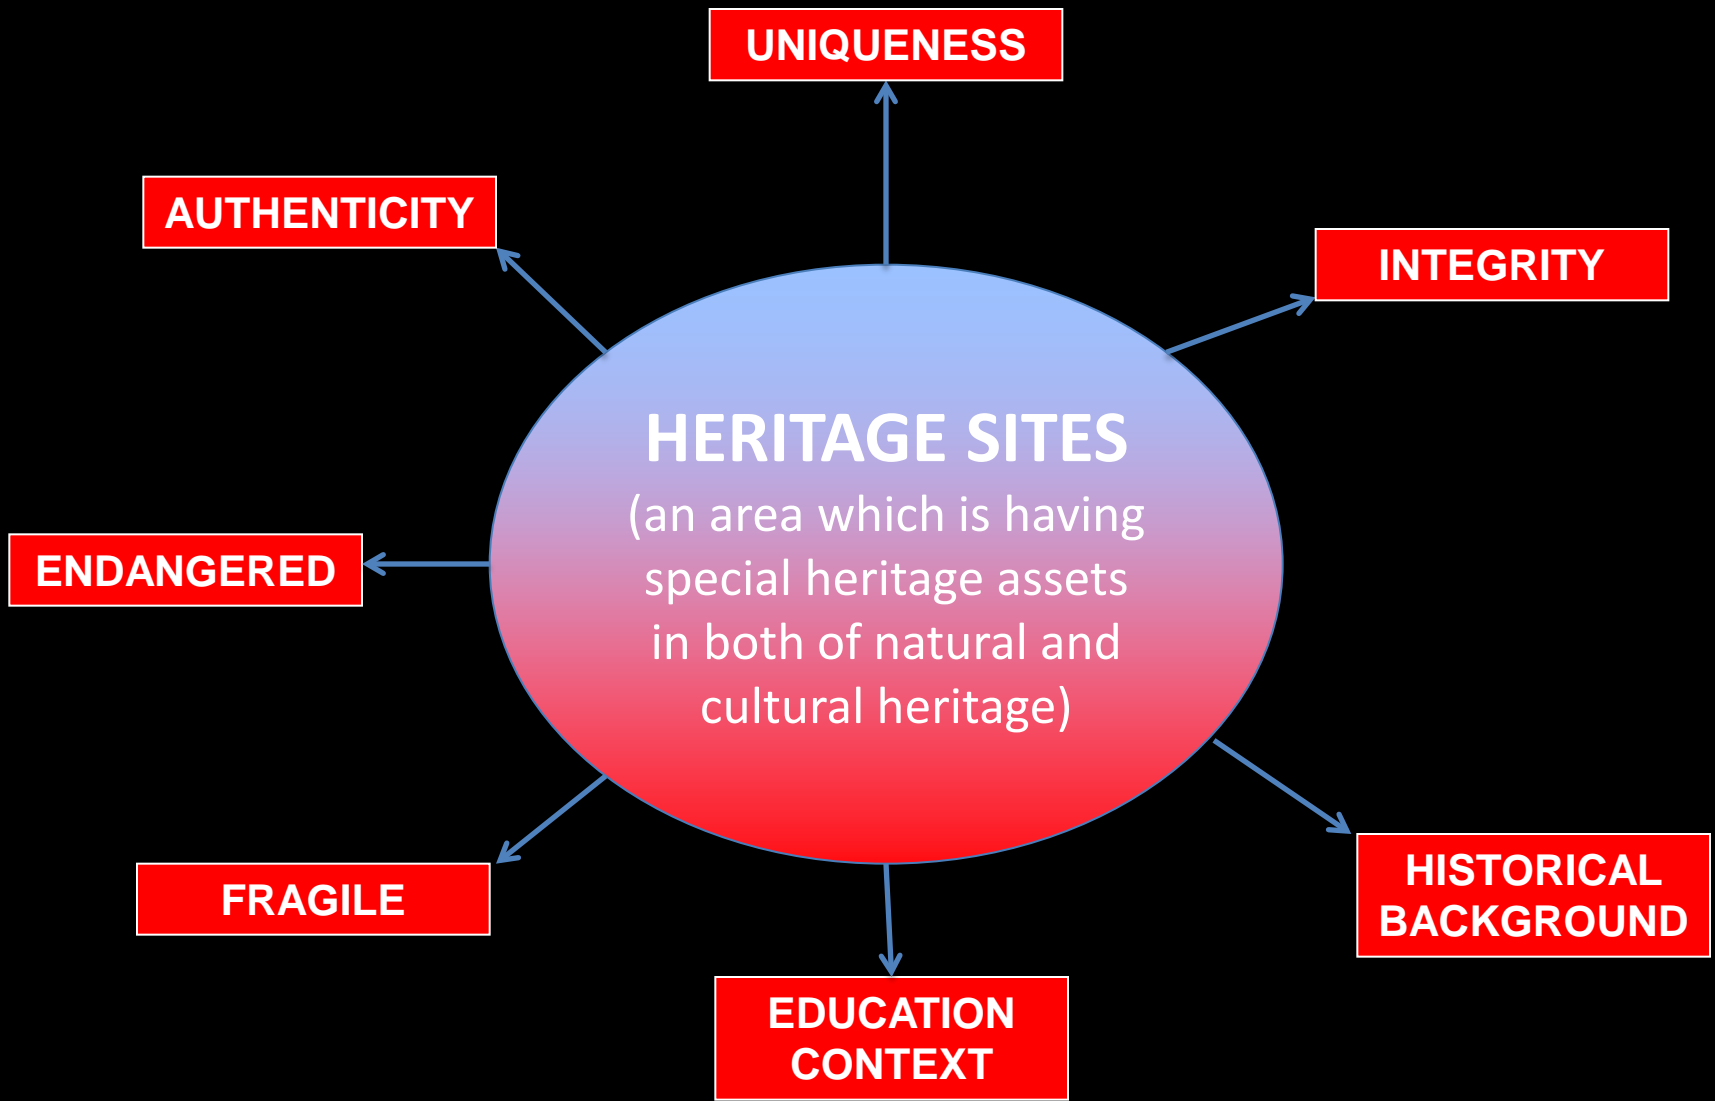 UNIQUENESS
AUTHENTICITY
INTEGRITY
HERITAGE SITES
(an area which is having
special heritage assets
in both of natural and
cultural heritage)
ENDANGERED
FRAGILE
HISTORICAL
BACKGROUND
EDUCATION
CONTEXT